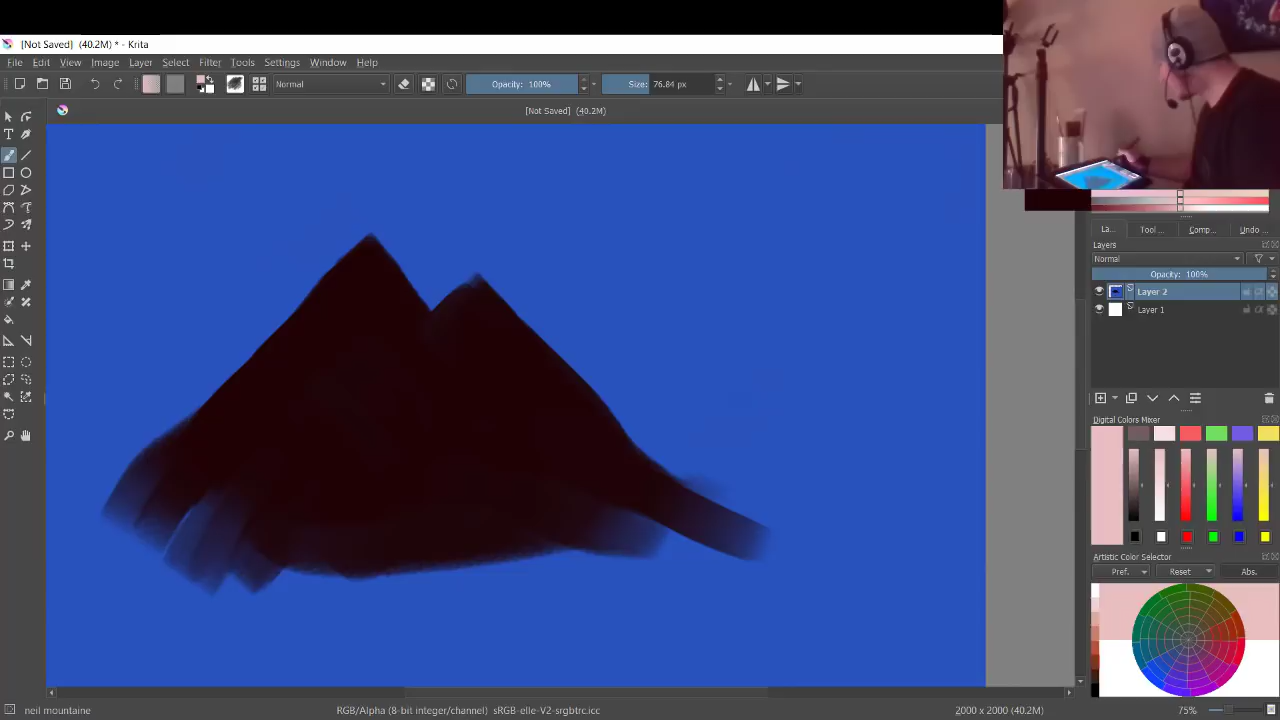 [Not Saved]  (40.2M) * - Krita
File Edit View Image Layer Select Filter Tools Settings Window Help
Normal Opacity: 100% Size: 76.84 px
[Not Saved]  (40.2M)
La... Tool ... Comp... Undo ...
Layers
Normal
Opacity: 100%
Layer 2
Layer 1
Digital Colors Mixer
Artistic Color Selector
Pref. Reset Abs.
neil mountaine RGB/Alpha (8-bit integer/channel) sRGB-elle-V2-srgbtrc.icc 2000 x 2000 (40.2M) 75%